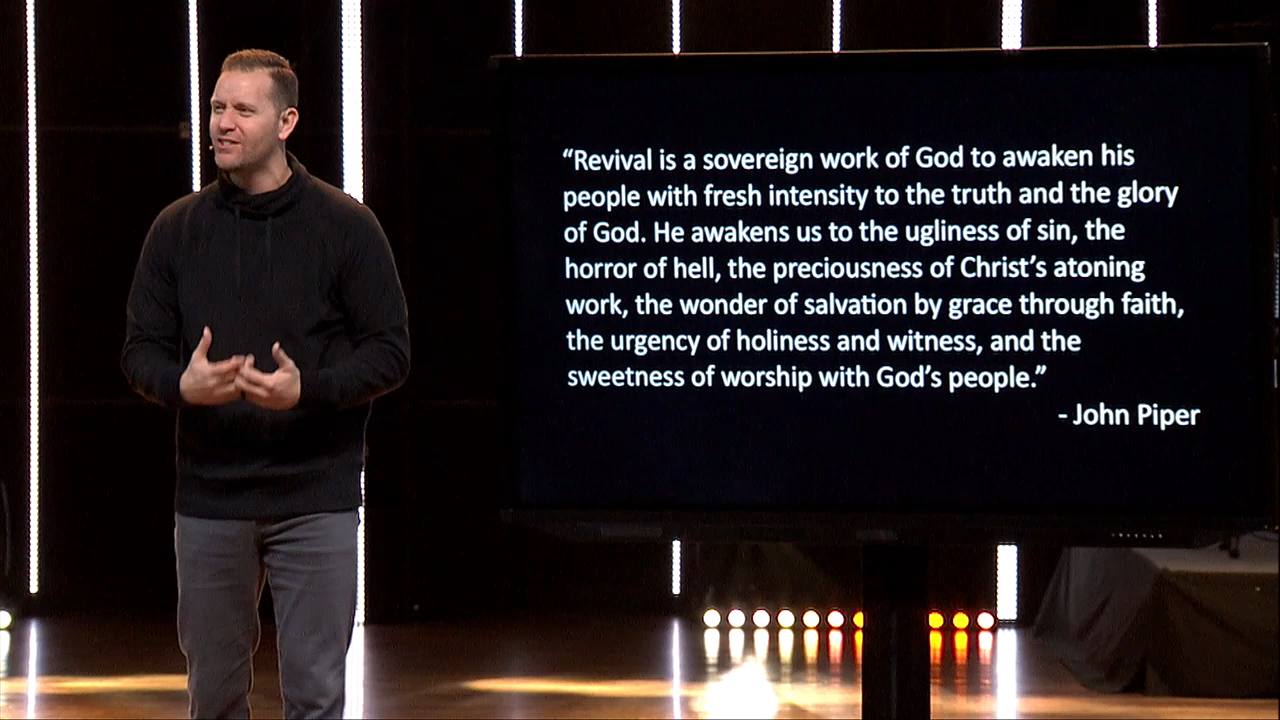 “Revival is a sovereign work of God to awaken his
people with fresh intensity to the truth and the glory
of God. He awakens us to the ugliness of sin, the
horror of hell, the preciousness of Christ’s atoning
work, the wonder of salvation by grace through faith,
the urgency of holiness and witness, and the
sweetness of worship with God’s people.”
- John Piper